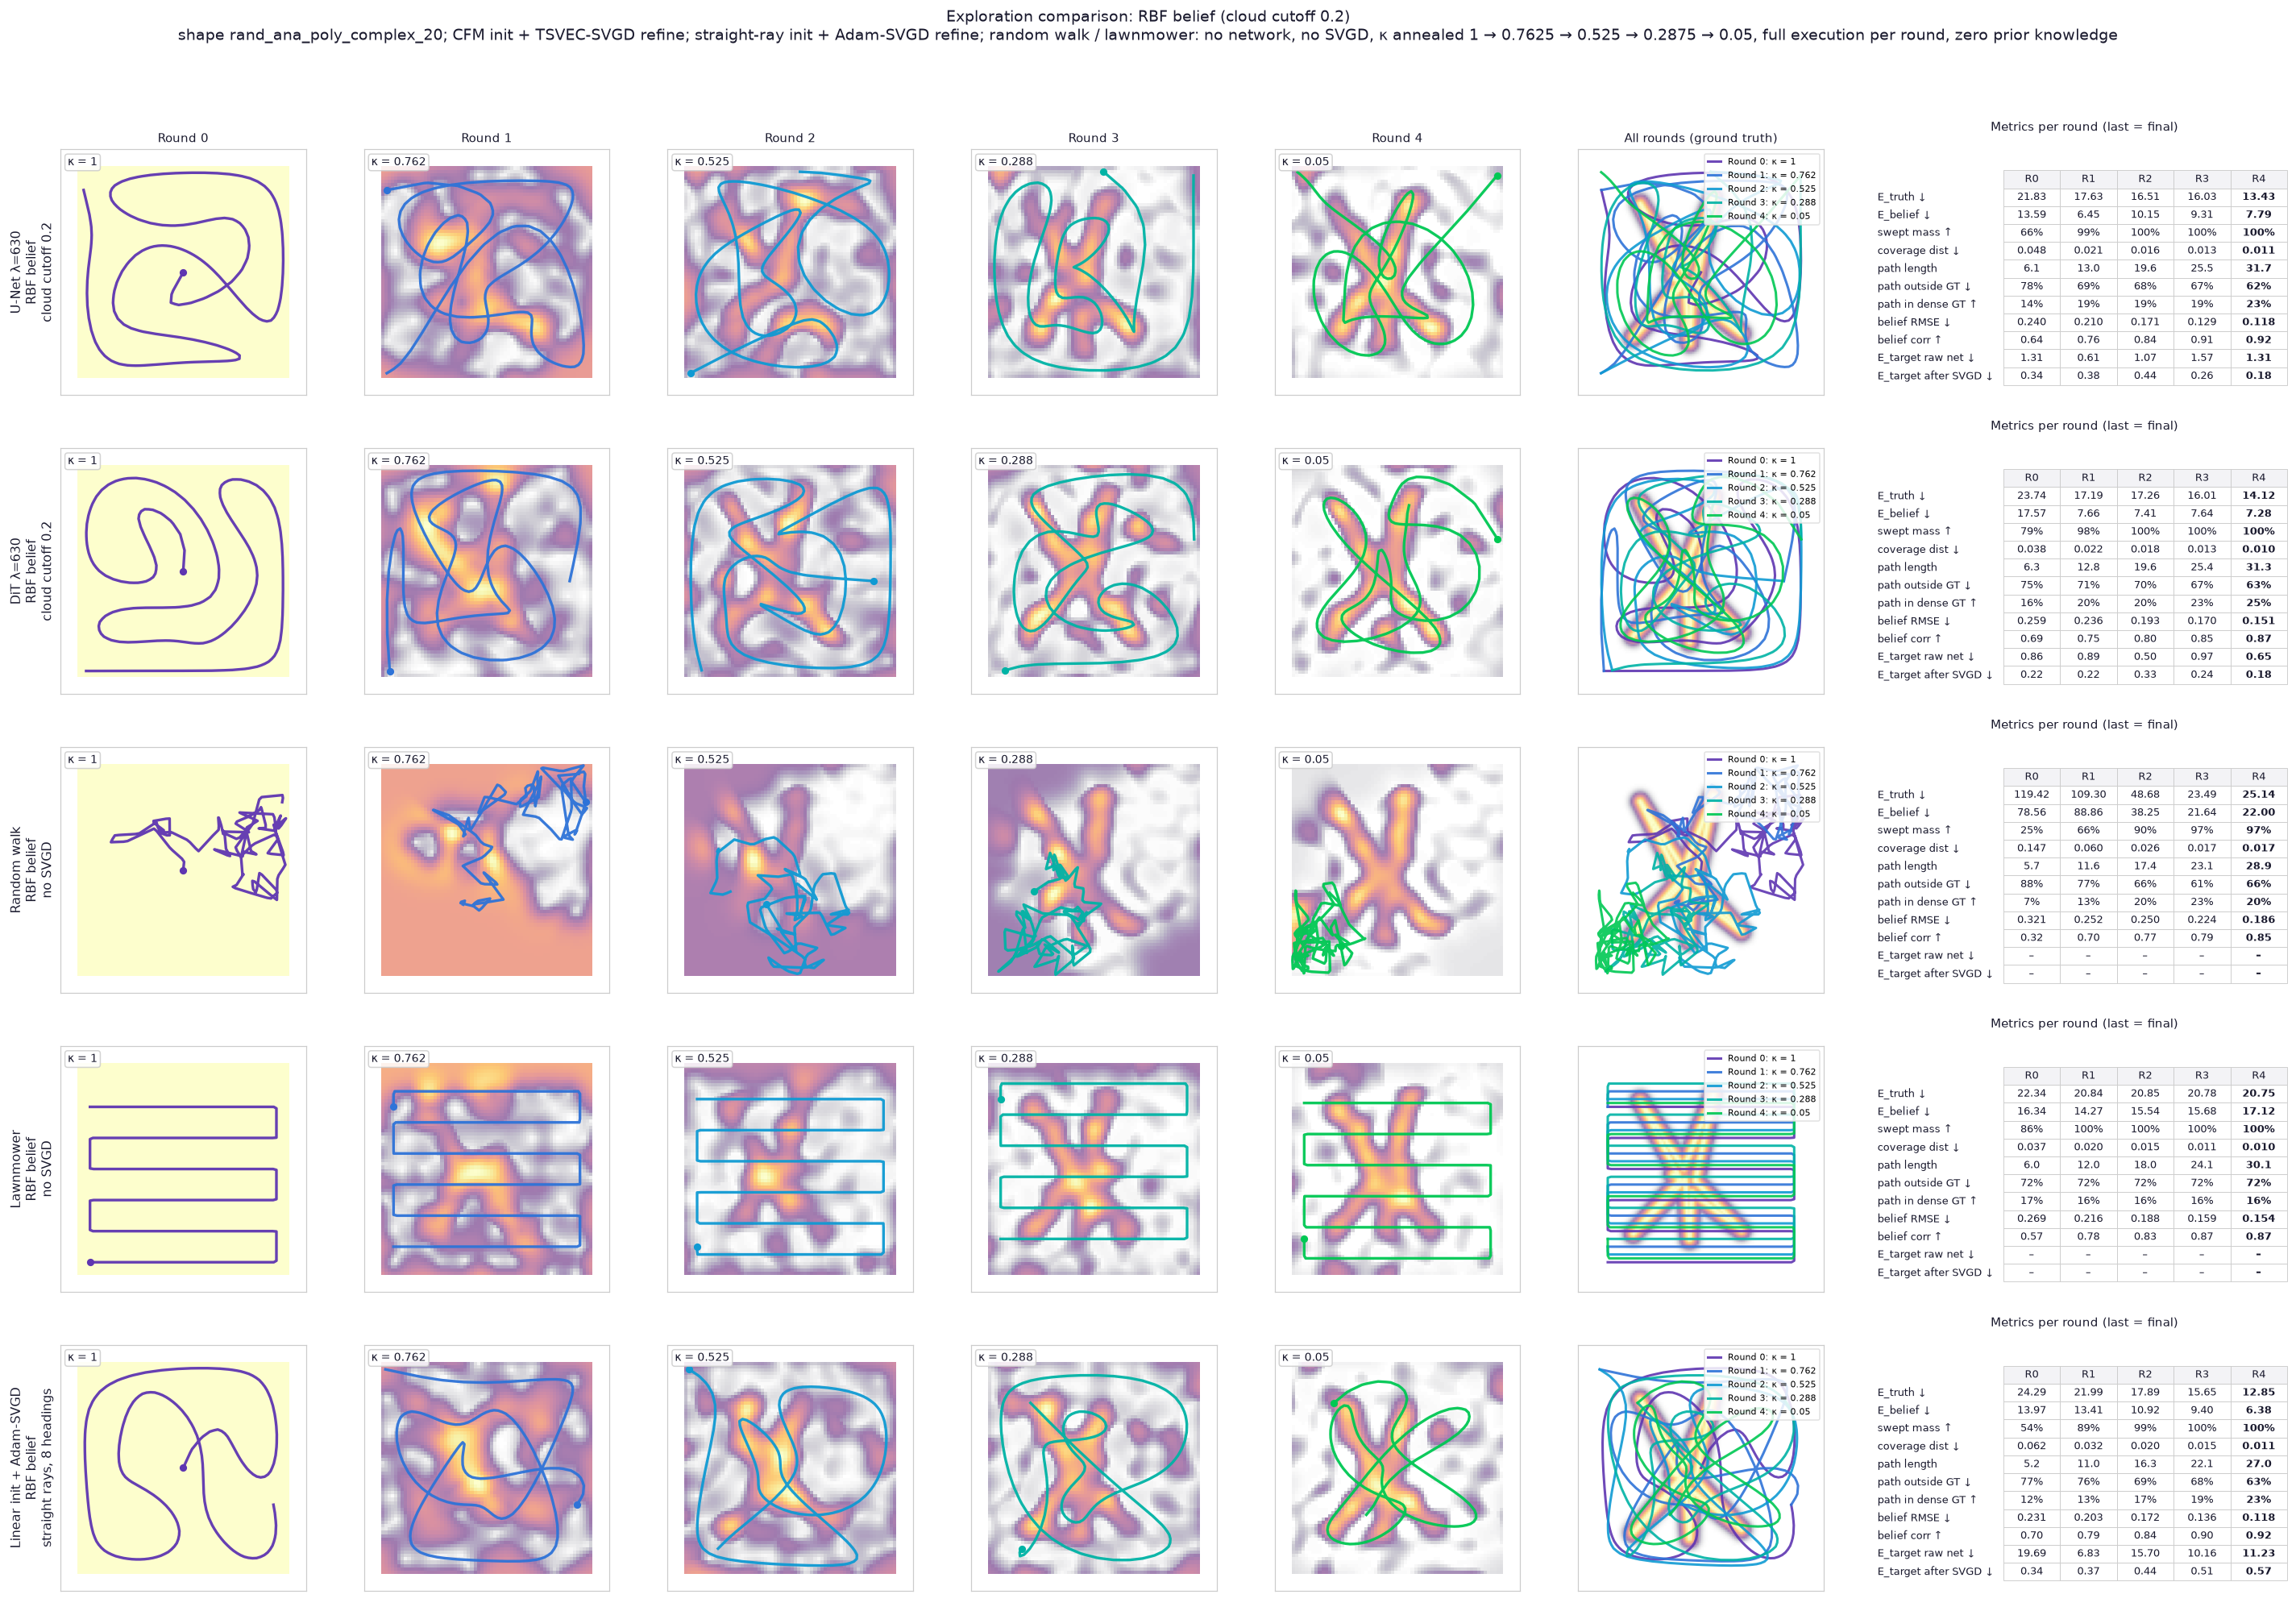 Exploration comparison: RBF belief (cloud cutoff 0.2)
shape rand_ana_poly_complex_20; CFM init + TSVEC-SVGD refine; straight-ray init + Adam-SVGD refine; random walk / lawnmower: no network, no SVGD, κ annealed 1 → 0.7625 → 0.525 → 0.2875 → 0.05, full execution per round, zero prior knowledge
Round 0 Round 1 Round 2 Round 3 Round 4 All rounds (ground truth) Metrics per round (last = final)
U-Net λ=630
RBF belief
cloud cutoff 0.2
κ = 1 κ = 0.762 κ = 0.525 κ = 0.288 κ = 0.05
Round 0: κ = 1
Round 1: κ = 0.762
Round 2: κ = 0.525
Round 3: κ = 0.288
Round 4: κ = 0.05
R0 R1 R2 R3 R4
E_truth ↓ 21.83 17.63 16.51 16.03 13.43
E_belief ↓ 13.59 6.45 10.15 9.31 7.79
swept mass ↑ 66% 99% 100% 100% 100%
coverage dist ↓ 0.048 0.021 0.016 0.013 0.011
path length 6.1 13.0 19.6 25.5 31.7
path outside GT ↓ 78% 69% 68% 67% 62%
path in dense GT ↑ 14% 19% 19% 19% 23%
belief RMSE ↓ 0.240 0.210 0.171 0.129 0.118
belief corr ↑ 0.64 0.76 0.84 0.91 0.92
E_target raw net ↓ 1.31 0.61 1.07 1.57 1.31
E_target after SVGD ↓ 0.34 0.38 0.44 0.26 0.18
DiT λ=630
RBF belief
cloud cutoff 0.2
κ = 1 κ = 0.762 κ = 0.525 κ = 0.288 κ = 0.05
Round 0: κ = 1
Round 1: κ = 0.762
Round 2: κ = 0.525
Round 3: κ = 0.288
Round 4: κ = 0.05
Metrics per round (last = final)
R0 R1 R2 R3 R4
E_truth ↓ 23.74 17.19 17.26 16.01 14.12
E_belief ↓ 17.57 7.66 7.41 7.64 7.28
swept mass ↑ 79% 98% 100% 100% 100%
coverage dist ↓ 0.038 0.022 0.018 0.013 0.010
path length 6.3 12.8 19.6 25.4 31.3
path outside GT ↓ 75% 71% 70% 67% 63%
path in dense GT ↑ 16% 20% 20% 23% 25%
belief RMSE ↓ 0.259 0.236 0.193 0.170 0.151
belief corr ↑ 0.69 0.75 0.80 0.85 0.87
E_target raw net ↓ 0.86 0.89 0.50 0.97 0.65
E_target after SVGD ↓ 0.22 0.22 0.33 0.24 0.18
Random walk
RBF belief
no SVGD
κ = 1 κ = 0.762 κ = 0.525 κ = 0.288 κ = 0.05
Round 0: κ = 1
Round 1: κ = 0.762
Round 2: κ = 0.525
Round 3: κ = 0.288
Round 4: κ = 0.05
Metrics per round (last = final)
R0 R1 R2 R3 R4
E_truth ↓ 119.42 109.30 48.68 23.49 25.14
E_belief ↓ 78.56 88.86 38.25 21.64 22.00
swept mass ↑ 25% 66% 90% 97% 97%
coverage dist ↓ 0.147 0.060 0.026 0.017 0.017
path length 5.7 11.6 17.4 23.1 28.9
path outside GT ↓ 88% 77% 66% 61% 66%
path in dense GT ↑ 7% 13% 20% 23% 20%
belief RMSE ↓ 0.321 0.252 0.250 0.224 0.186
belief corr ↑ 0.32 0.70 0.77 0.79 0.85
E_target raw net ↓ – – – – –
E_target after SVGD ↓ – – – – –
Lawnmower
RBF belief
no SVGD
κ = 1 κ = 0.762 κ = 0.525 κ = 0.288 κ = 0.05
Round 0: κ = 1
Round 1: κ = 0.762
Round 2: κ = 0.525
Round 3: κ = 0.288
Round 4: κ = 0.05
Metrics per round (last = final)
R0 R1 R2 R3 R4
E_truth ↓ 22.34 20.84 20.85 20.78 20.75
E_belief ↓ 16.34 14.27 15.54 15.68 17.12
swept mass ↑ 86% 100% 100% 100% 100%
coverage dist ↓ 0.037 0.020 0.015 0.011 0.010
path length 6.0 12.0 18.0 24.1 30.1
path outside GT ↓ 72% 72% 72% 72% 72%
path in dense GT ↑ 17% 16% 16% 16% 16%
belief RMSE ↓ 0.269 0.216 0.188 0.159 0.154
belief corr ↑ 0.57 0.78 0.83 0.87 0.87
E_target raw net ↓ – – – – –
E_target after SVGD ↓ – – – – –
Linear init + Adam-SVGD
RBF belief
straight rays, 8 headings
κ = 1 κ = 0.762 κ = 0.525 κ = 0.288 κ = 0.05
Round 0: κ = 1
Round 1: κ = 0.762
Round 2: κ = 0.525
Round 3: κ = 0.288
Round 4: κ = 0.05
Metrics per round (last = final)
R0 R1 R2 R3 R4
E_truth ↓ 24.29 21.99 17.89 15.65 12.85
E_belief ↓ 13.97 13.41 10.92 9.40 6.38
swept mass ↑ 54% 89% 99% 100% 100%
coverage dist ↓ 0.062 0.032 0.020 0.015 0.011
path length 5.2 11.0 16.3 22.1 27.0
path outside GT ↓ 77% 76% 69% 68% 63%
path in dense GT ↑ 12% 13% 17% 19% 23%
belief RMSE ↓ 0.231 0.203 0.172 0.136 0.118
belief corr ↑ 0.70 0.79 0.84 0.90 0.92
E_target raw net ↓ 19.69 6.83 15.70 10.16 11.23
E_target after SVGD ↓ 0.34 0.37 0.44 0.51 0.57